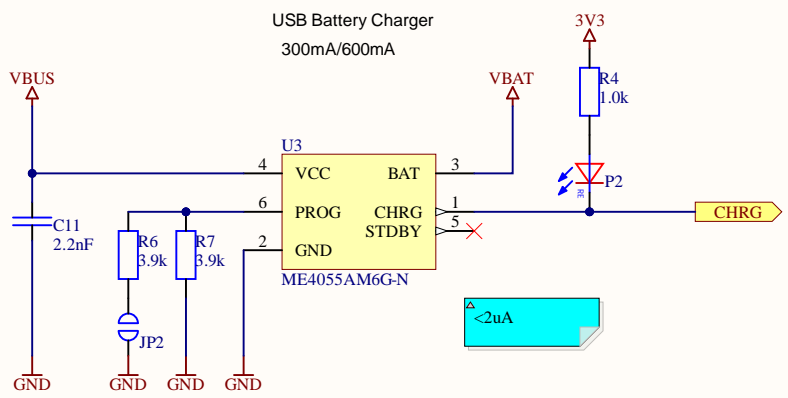 USB Battery Charger
300mA/600mA
3V3
VBUS
VBAT
R4
1.0k
U3
4
VCC
BAT
3
P2
RE
6
PROG
CHRG
1
CHRG
STDBY
5
C11
2.2nF
R6
3.9k
R7
3.9k
2
GND
ME4055AM6G-N
<2uA
JP2
GND
GND
GND
GND